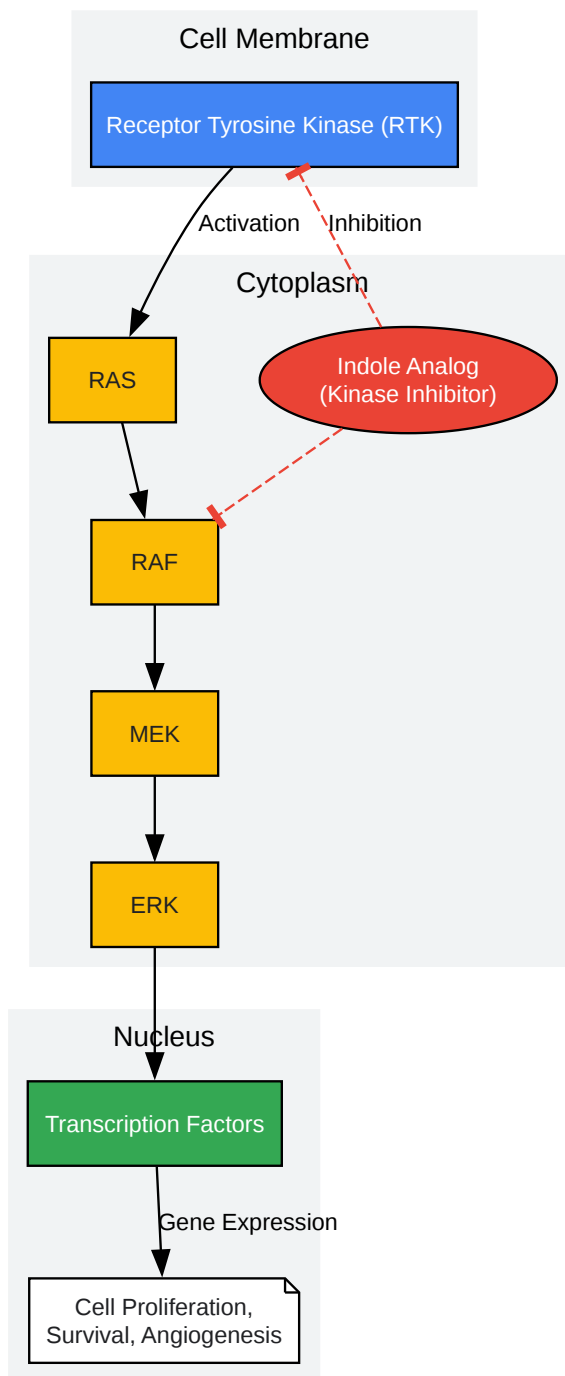 Cell Membrane
Receptor Tyrosine Kinase (RTK)
Activation
Inhibition
Cytoplasm
Indole Analog
(Kinase Inhibitor)
RAS
RAF
MEK
ERK
Nucleus
Transcription Factors
Gene Expression
Cell Proliferation,
Survival, Angiogenesis